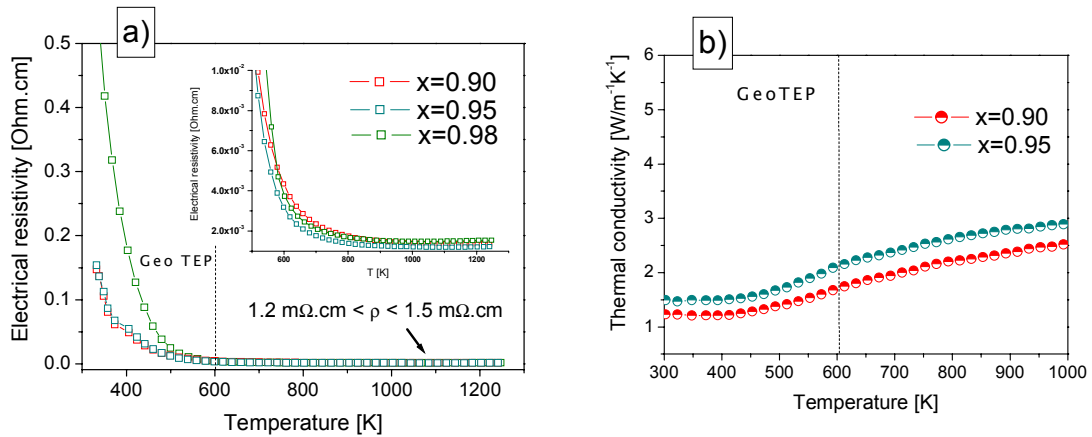 a)
Electrical resistivity [Ohm.cm]
0.5
0.4
0.3
0.2
0.1
0.0
400
600
800
1000
1200
Temperature [K]
Geo TEP
1.2 mΩ.cm < ρ < 1.5 mΩ.cm
x=0.90
x=0.95
x=0.98
Electrical resistivity [Ohm.cm]
1.0x10⁻²
8.0x10⁻³
6.0x10⁻³
4.0x10⁻³
2.0x10⁻³
600
800
1000
1200
T [K]
b)
Thermal conductivity [W/m⁻¹K⁻¹]
6
5
4
3
2
1
300
400
500
600
700
800
900
1000
Temperature [K]
GeoTEP
x=0.90
x=0.95